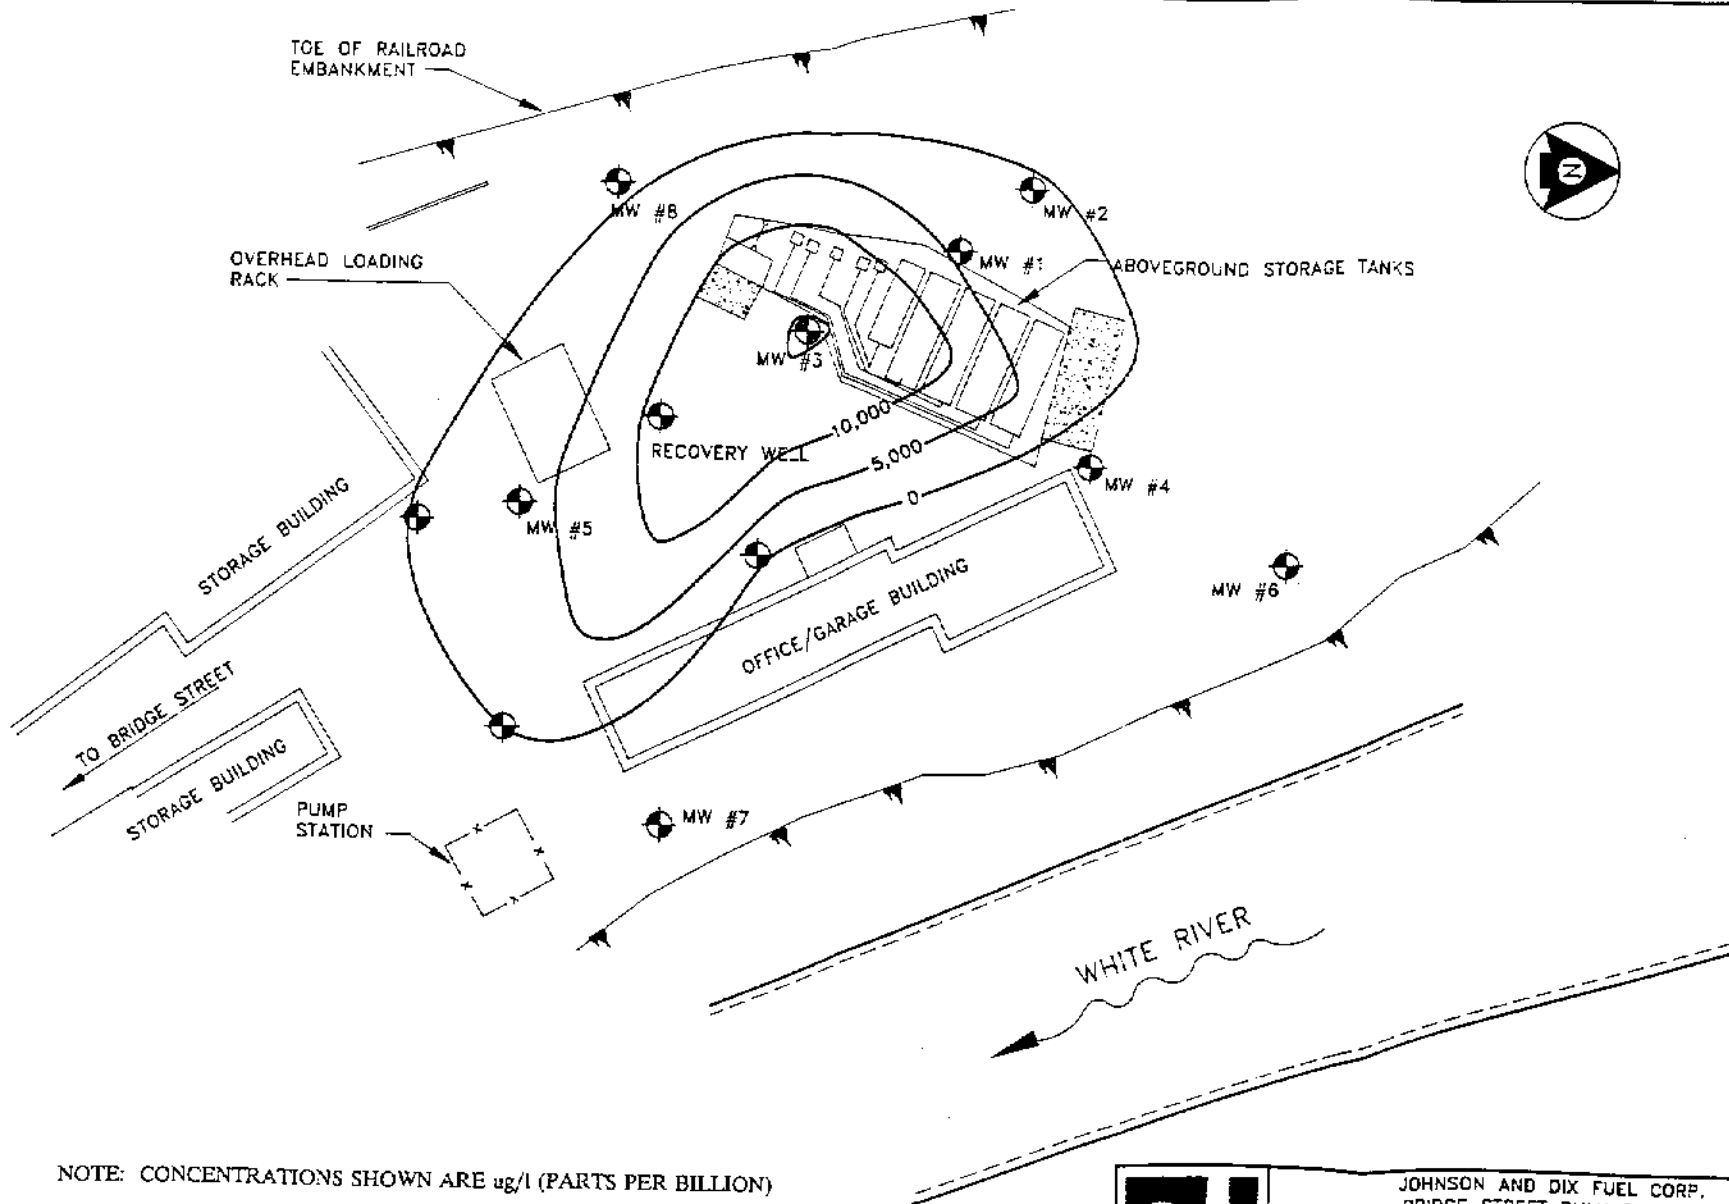 TOE OF RAILROAD
EMBANKMENT
N
MW #8
MW #2
OVERHEAD LOADING
RACK
MW #1
ABOVEGROUND STORAGE TANKS
MW #3
10,000
RECOVERY WELL
5,000
MW #4
0
STORAGE BUILDING
MW #5
OFFICE/GARAGE BUILDING
MW #6
TO BRIDGE STREET
STORAGE BUILDING
PUMP
STATION
MW #7
WHITE RIVER
NOTE: CONCENTRATIONS SHOWN ARE ug/l (PARTS PER BILLION)
JOHNSON AND DIX FUEL CORP.
BRIDGE STREET